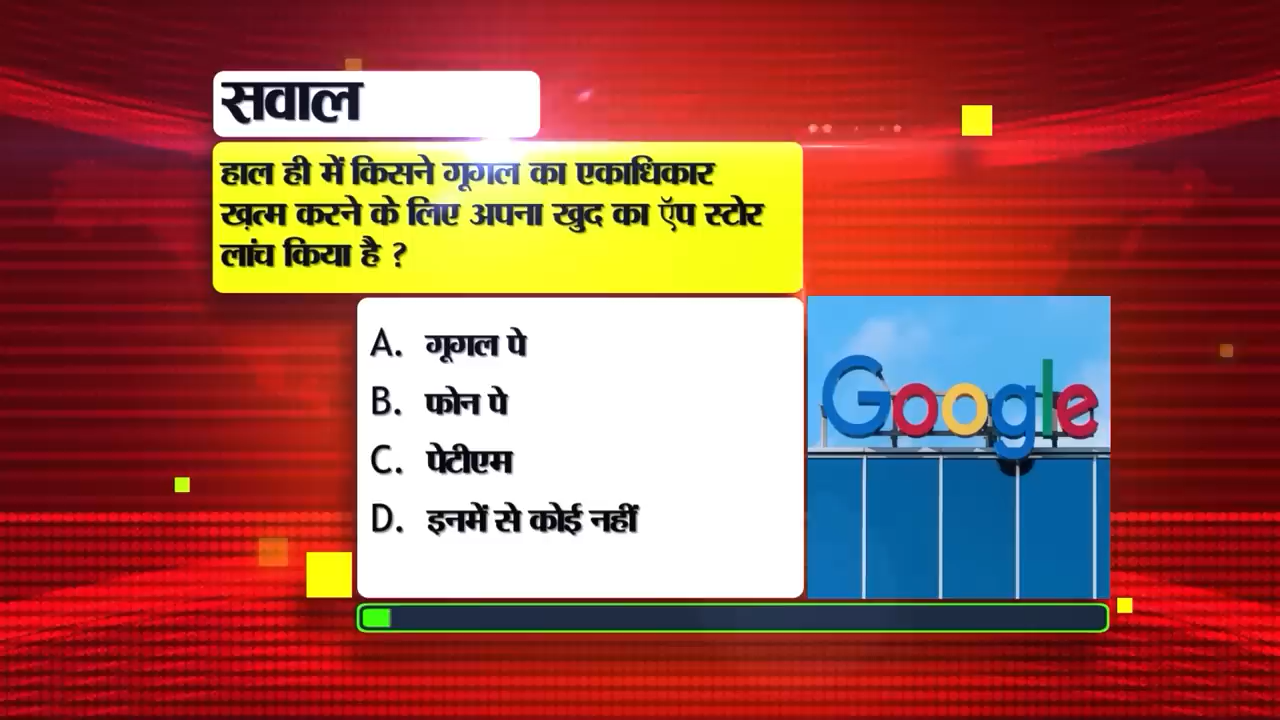 सवाल
हाल ही में किसने गूगल का एकाधिकार
ख़त्म करने के लिए अपना खुद का ऍप स्टोर
लांच किया है ?
A. गूगल पे
B. फोन पे
C. पेटीएम
D. इनमें से कोई नहीं
Google